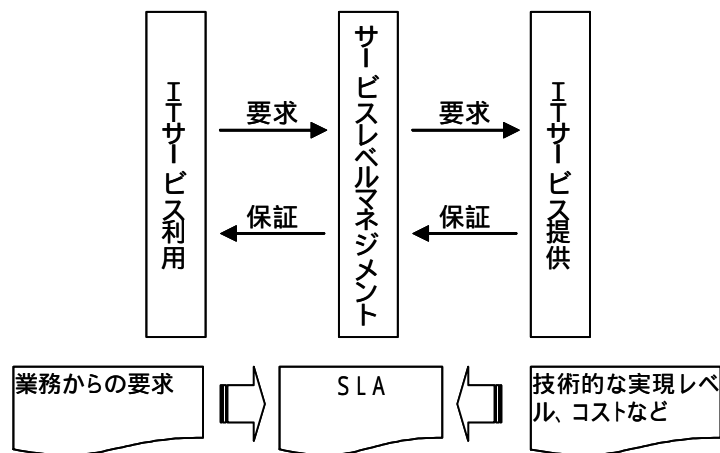 ITサービス利用
要求
保証
サービスレベルマネジメント
要求
保証
ITサービス提供
業務からの要求
SLA
技術的な実現レベ
ル、コストなど